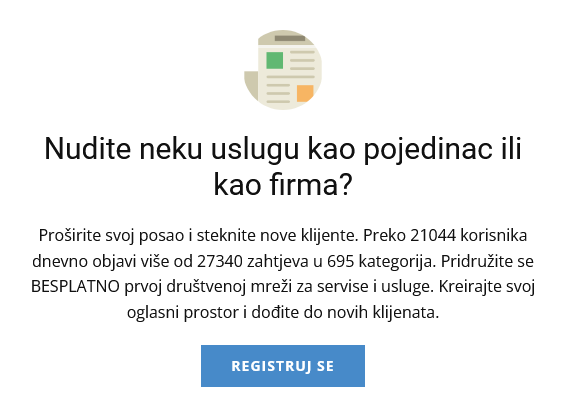 Nudite neku uslugu kao pojedinac ili
kao firma?
Proširite svoj posao i steknite nove klijente. Preko 21044 korisnika
dnevno objavi više od 27340 zahtjeva u 695 kategorija. Pridružite se
BESPLATNO prvoj društvenoj mreži za servise i usluge. Kreirajte svoj
oglasni prostor i dođite do novih klijenata.
REGISTRUJ SE